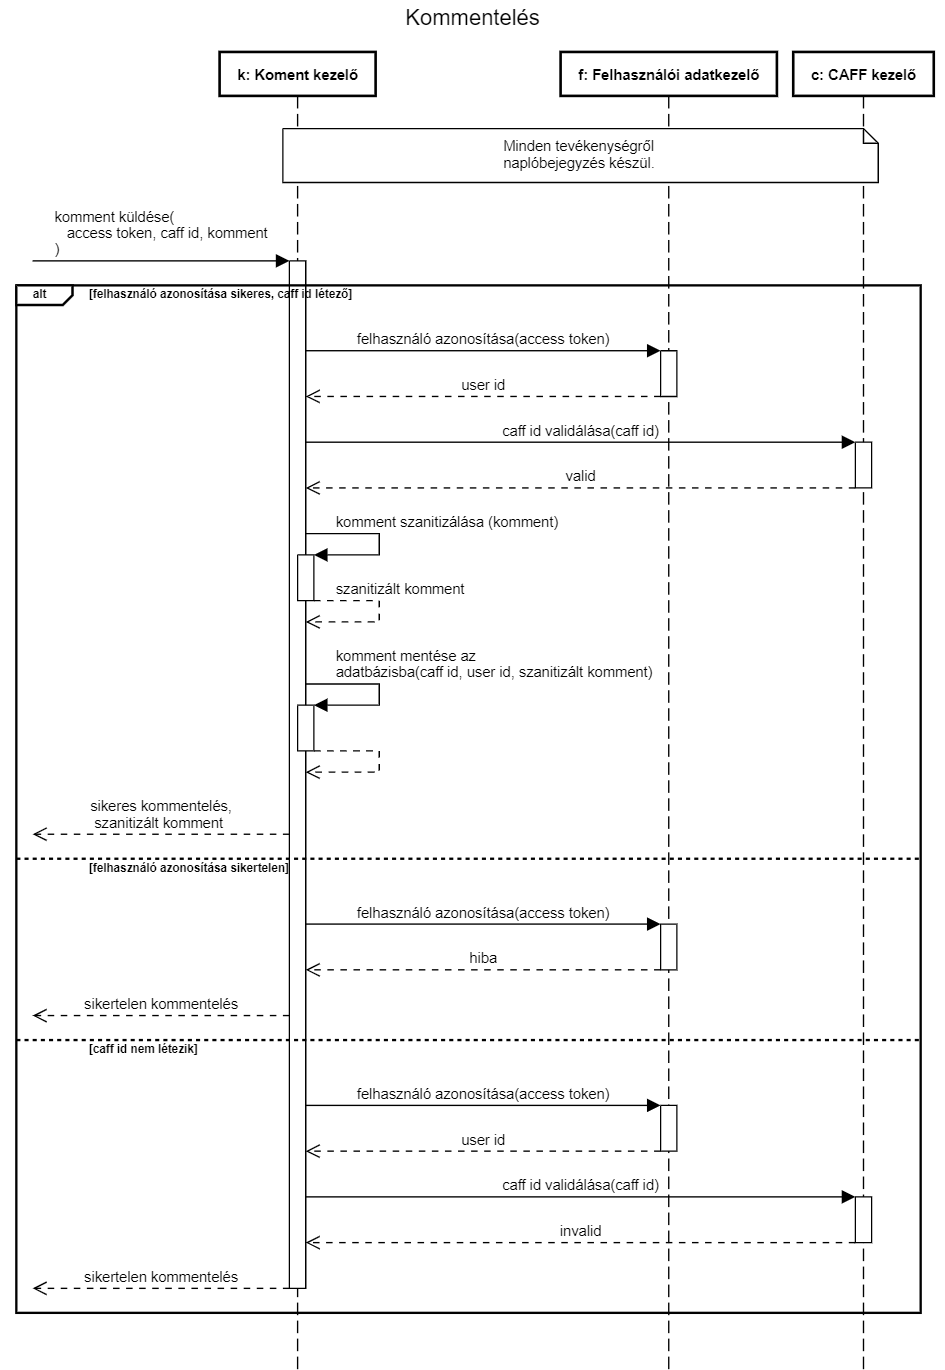 Kommentelés
k: Koment kezelő
f: Felhasználói adatkezelő
c: CAFF kezelő
Minden tevékenységről
naplóbejegyzés készül.
komment küldése(
access token, caff id, komment
)
alt
[felhasználó azonosítása sikeres, caff id létező]
felhasználó azonosítása(access token)
user id
caff id validálása(caff id)
valid
komment szanitizálása (komment)
szanitizált komment
komment mentése az
adatbázisba(caff id, user id, szanitizált komment)
sikeres kommentelés,
szanitizált komment
[felhasználó azonosítása sikertelen]
felhasználó azonosítása(access token)
hiba
sikertelen kommentelés
[caff id nem létezik]
felhasználó azonosítása(access token)
user id
caff id validálása(caff id)
invalid
sikertelen kommentelés